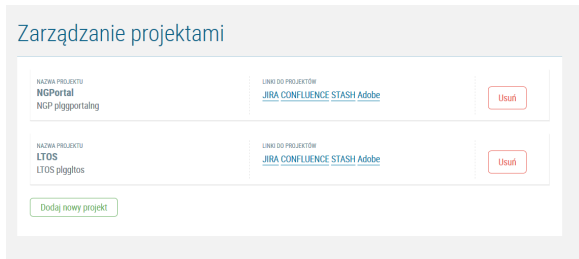 Zarządzanie projektami
NAZWA PROJEKTU
NGPortal
NGP plggportalng
LINKI DO PROJEKTÓW
JIRA CONFLUENCE STASH Adobe
Usuń
NAZWA PROJEKTU
LTOS
LTOS plggltos
LINKI DO PROJEKTÓW
JIRA CONFLUENCE STASH Adobe
Usuń
Dodaj nowy projekt